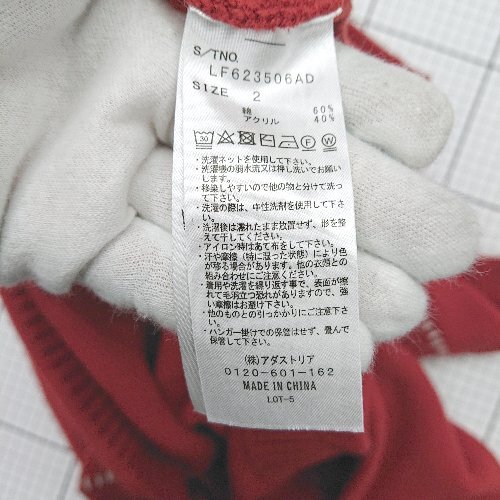 S/TNO.
LF623506AD
SIZE 2
綿 60%
アクリル 40%
・洗濯ネットを使用して下さい。
・洗濯機の弱水流又は押し洗いでお願い
します。
・移染しやすいので他の物と分けて洗っ
て下さい。
・洗濯の際は、中性洗剤を使用して下さ
い。
・洗濯後は濡れたまま放置せず、形を整
えて干してください。
・アイロン時はあて布をして下さい。
・汗や摩擦(特に湿った状態)により色
が移る場合があります。他の衣類との
組み合わせにご注意ください。
・着用や洗濯を繰り返す事で、表面が擦
れて毛羽立つ恐れがありますので、強
い摩擦はお避け下さい。
・他のものとの引っかかりにご注意下さ
い。
・ハンガー掛けでの保管はせず、畳んで
保管して下さい。
(株)アダストリア
0120-601-162
MADE IN CHINA
LOT-5